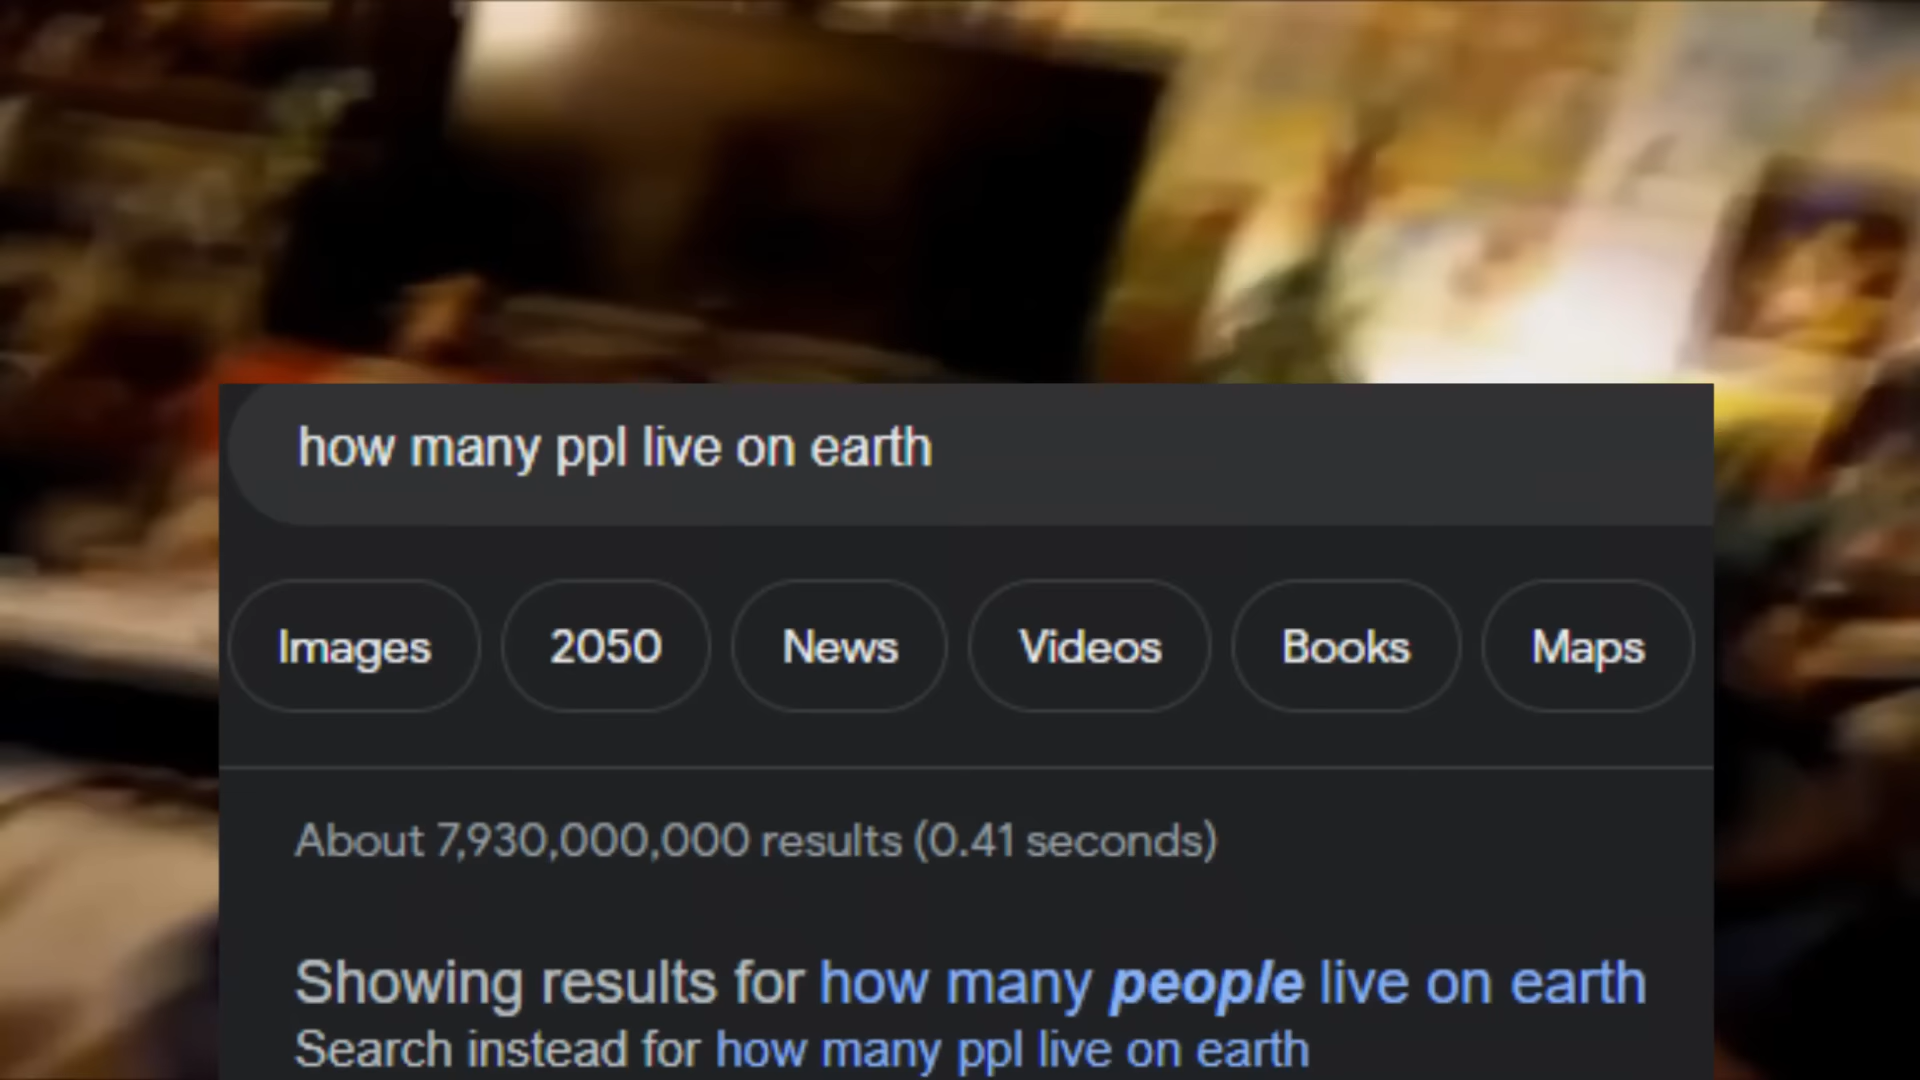 how many ppl live on earth
Images 2050 News Videos Books Maps
About 7,930,000,000 results (0.41 seconds)
Showing results for how many people live on earth
Search instead for how many ppl live on earth